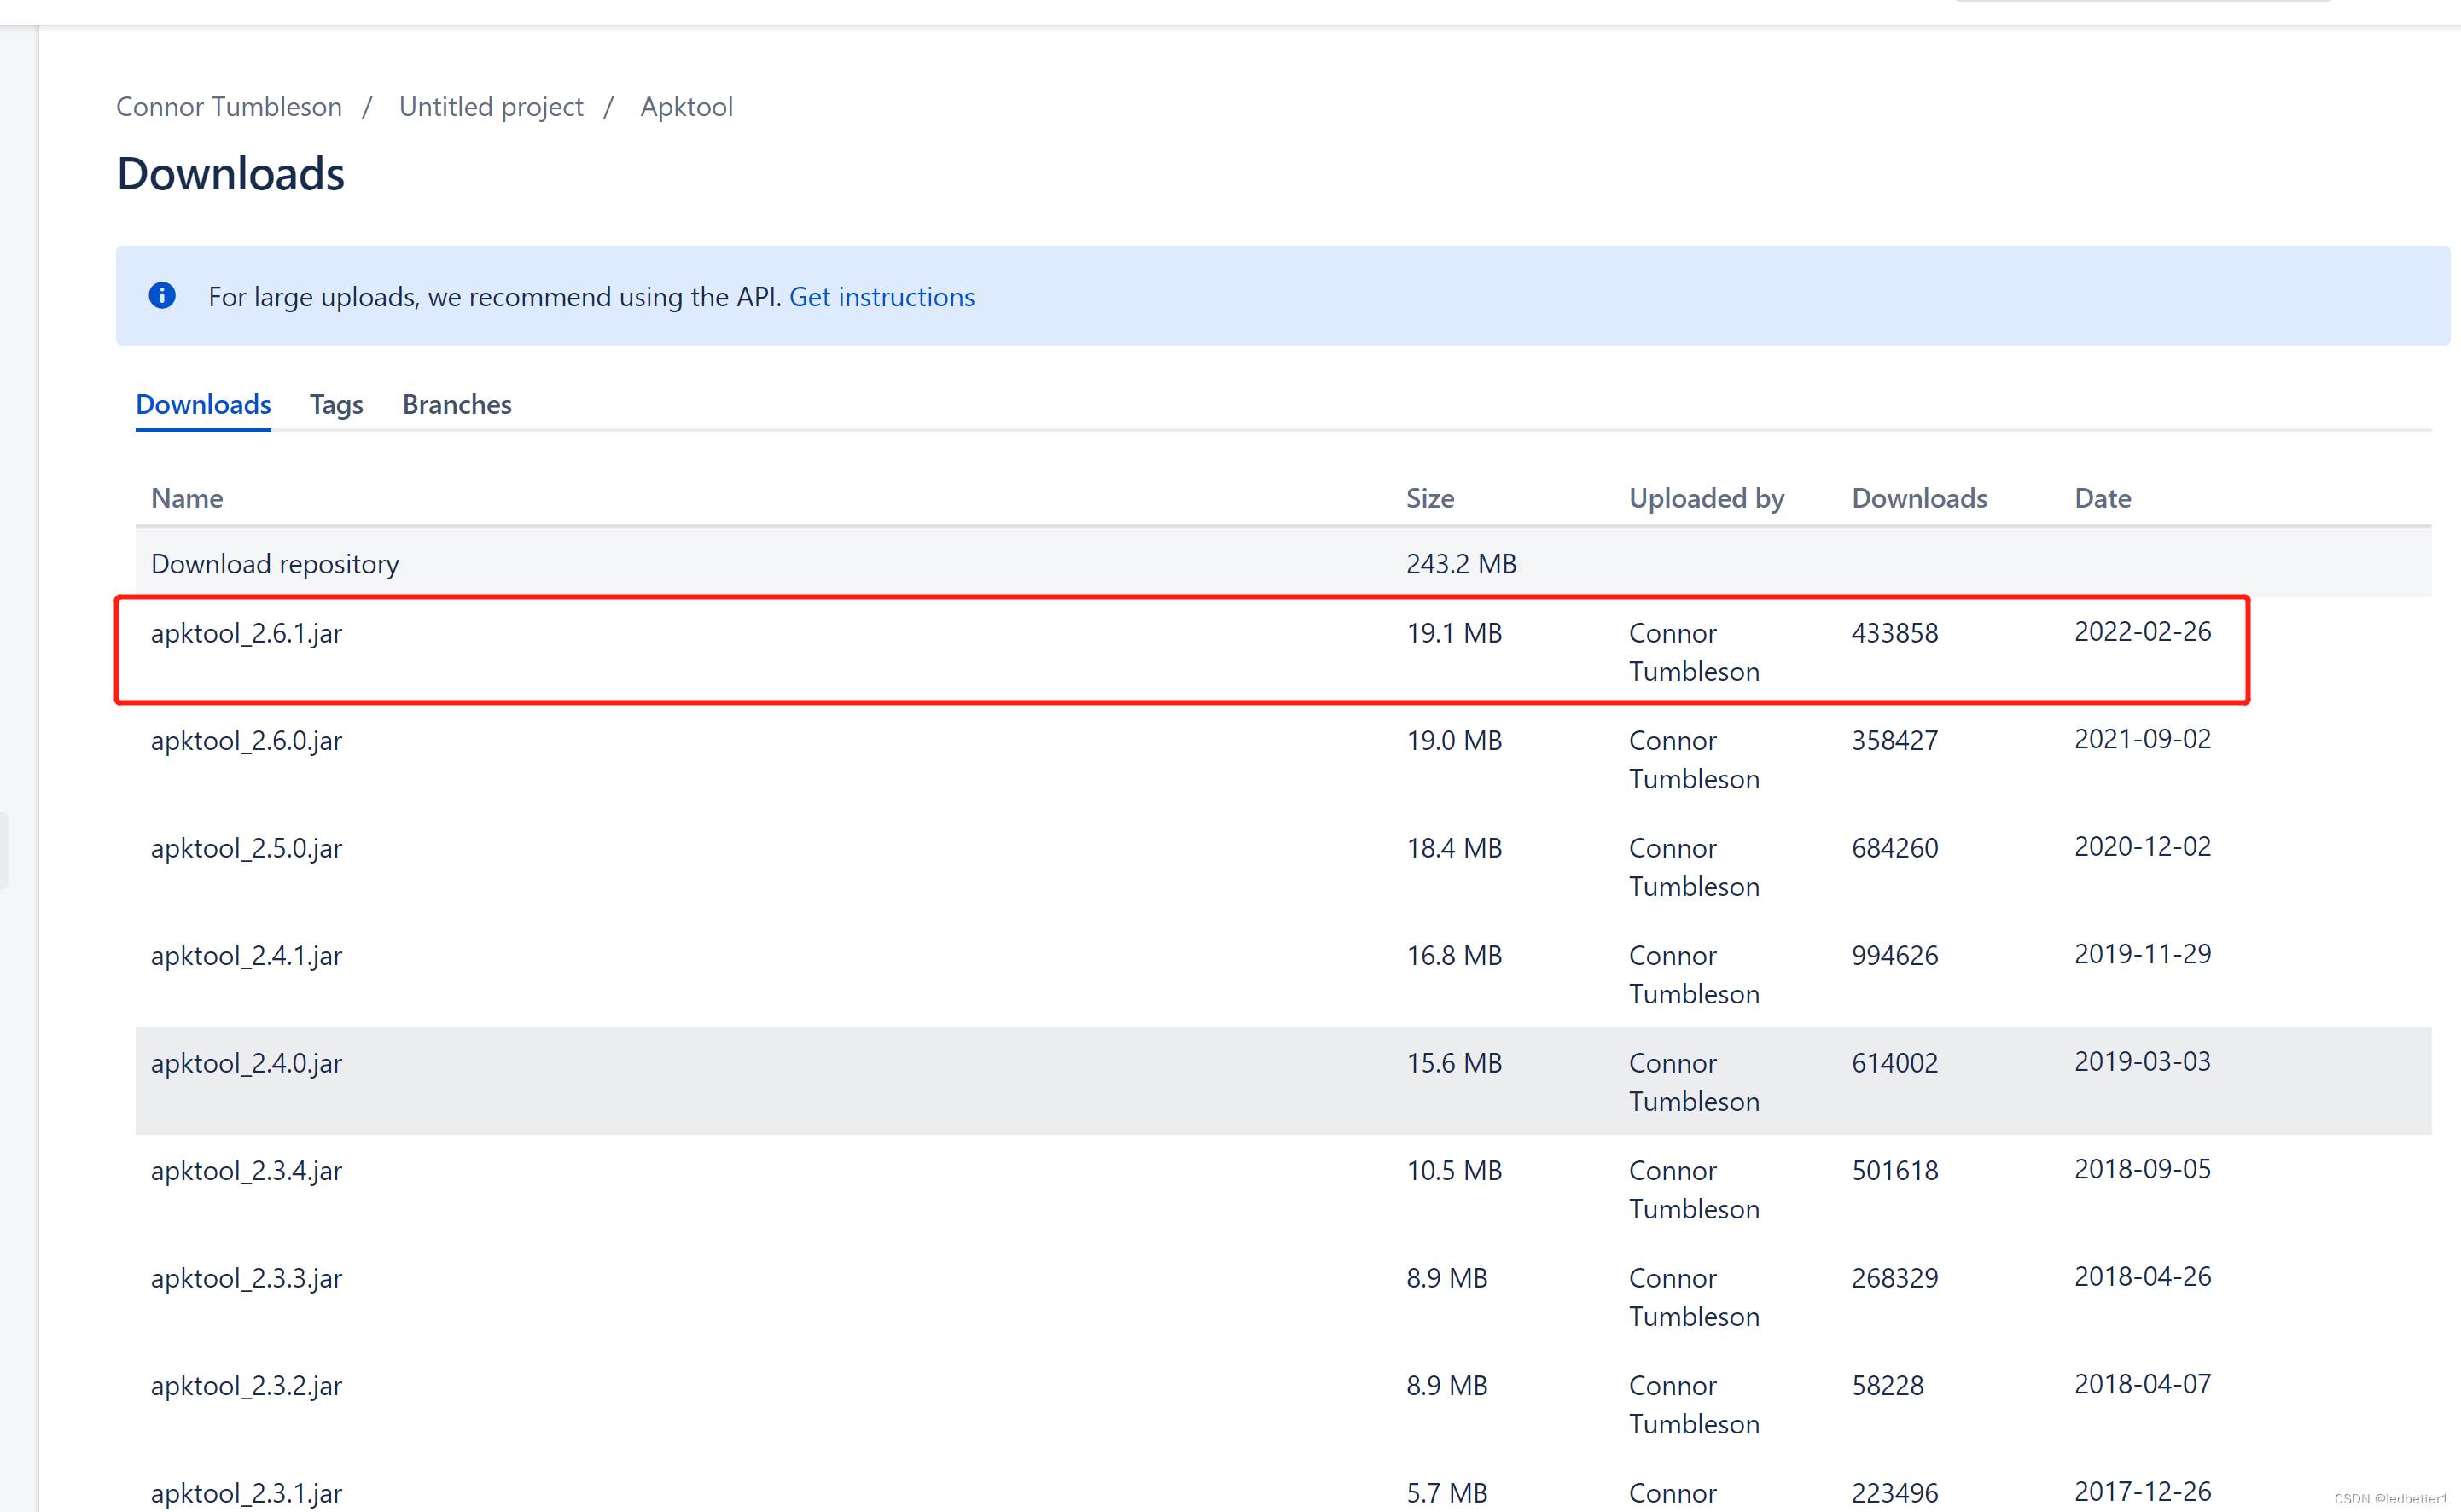 Connor Tumbleson / Untitled project / Apktool
Downloads
For large uploads, we recommend using the API. Get instructions
Downloads Tags Branches
Name Size Uploaded by Downloads Date
Download repository 243.2 MB
apktool_2.6.1.jar 19.1 MB Connor 433858 2022-02-26
Tumbleson
apktool_2.6.0.jar 19.0 MB Connor 358427 2021-09-02
Tumbleson
apktool_2.5.0.jar 18.4 MB Connor 684260 2020-12-02
Tumbleson
apktool_2.4.1.jar 16.8 MB Connor 994626 2019-11-29
Tumbleson
apktool_2.4.0.jar 15.6 MB Connor 614002 2019-03-03
Tumbleson
apktool_2.3.4.jar 10.5 MB Connor 501618 2018-09-05
Tumbleson
apktool_2.3.3.jar 8.9 MB Connor 268329 2018-04-26
Tumbleson
apktool_2.3.2.jar 8.9 MB Connor 58228 2018-04-07
Tumbleson
apktool_2.3.1.jar 5.7 MB Connor 223496 2017-12-26
CSDN @ledbetter1